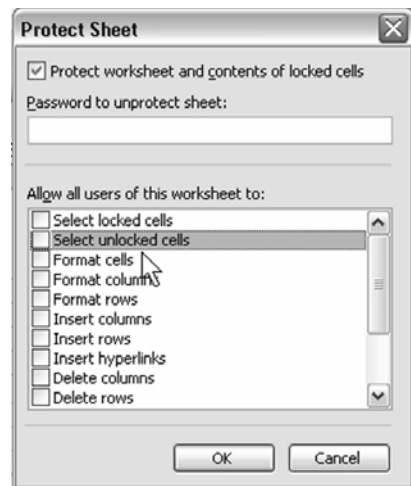 Protect Sheet
Protect worksheet and contents of locked cells
Password to unprotect sheet:
Allow all users of this worksheet to:
Select locked cells
Select unlocked cells
Format cells
Format columns
Format rows
Insert columns
Insert rows
Insert hyperlinks
Delete columns
Delete rows
OK Cancel